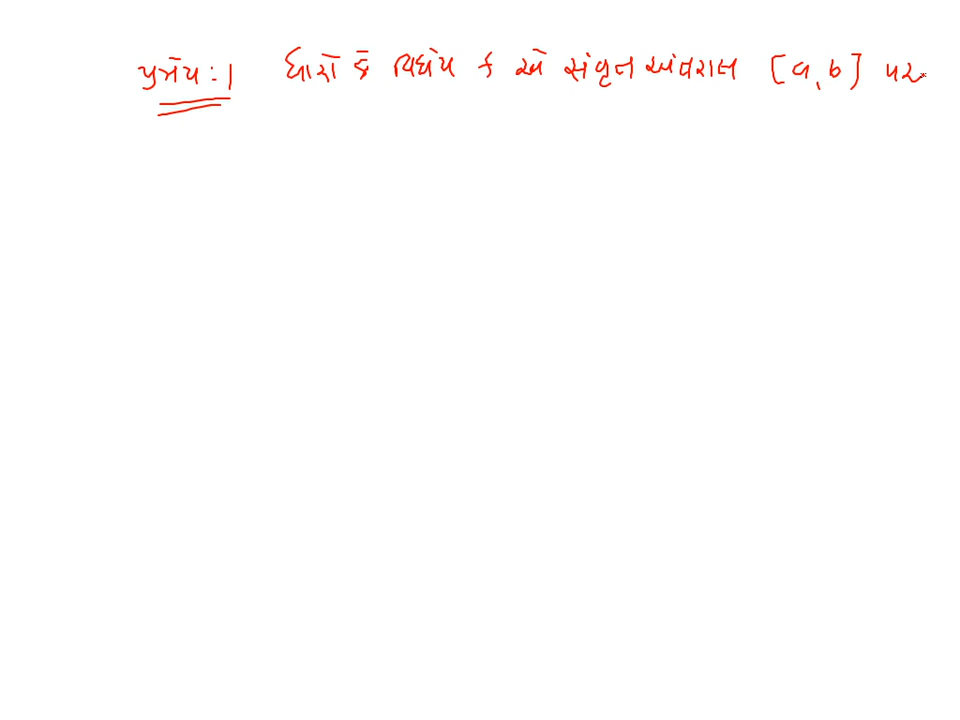 પ્રમેય : 1 ધારો કે વિધેય f એ સંવૃત અંતરાલ [a, b] પર